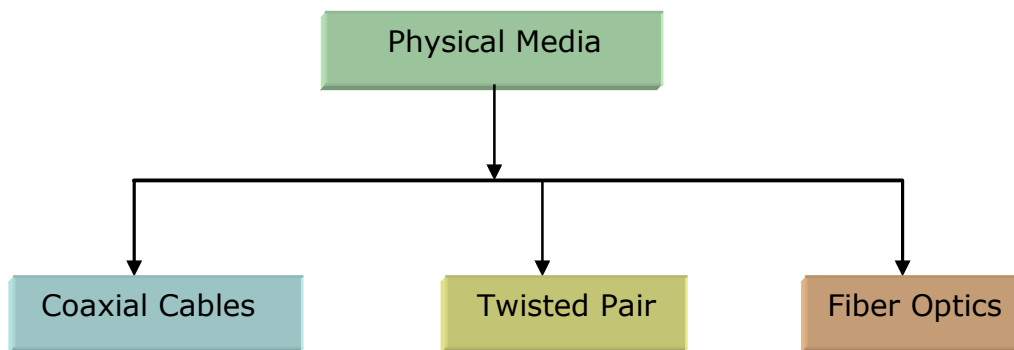 Physical Media
Coaxial Cables
Twisted Pair
Fiber Optics